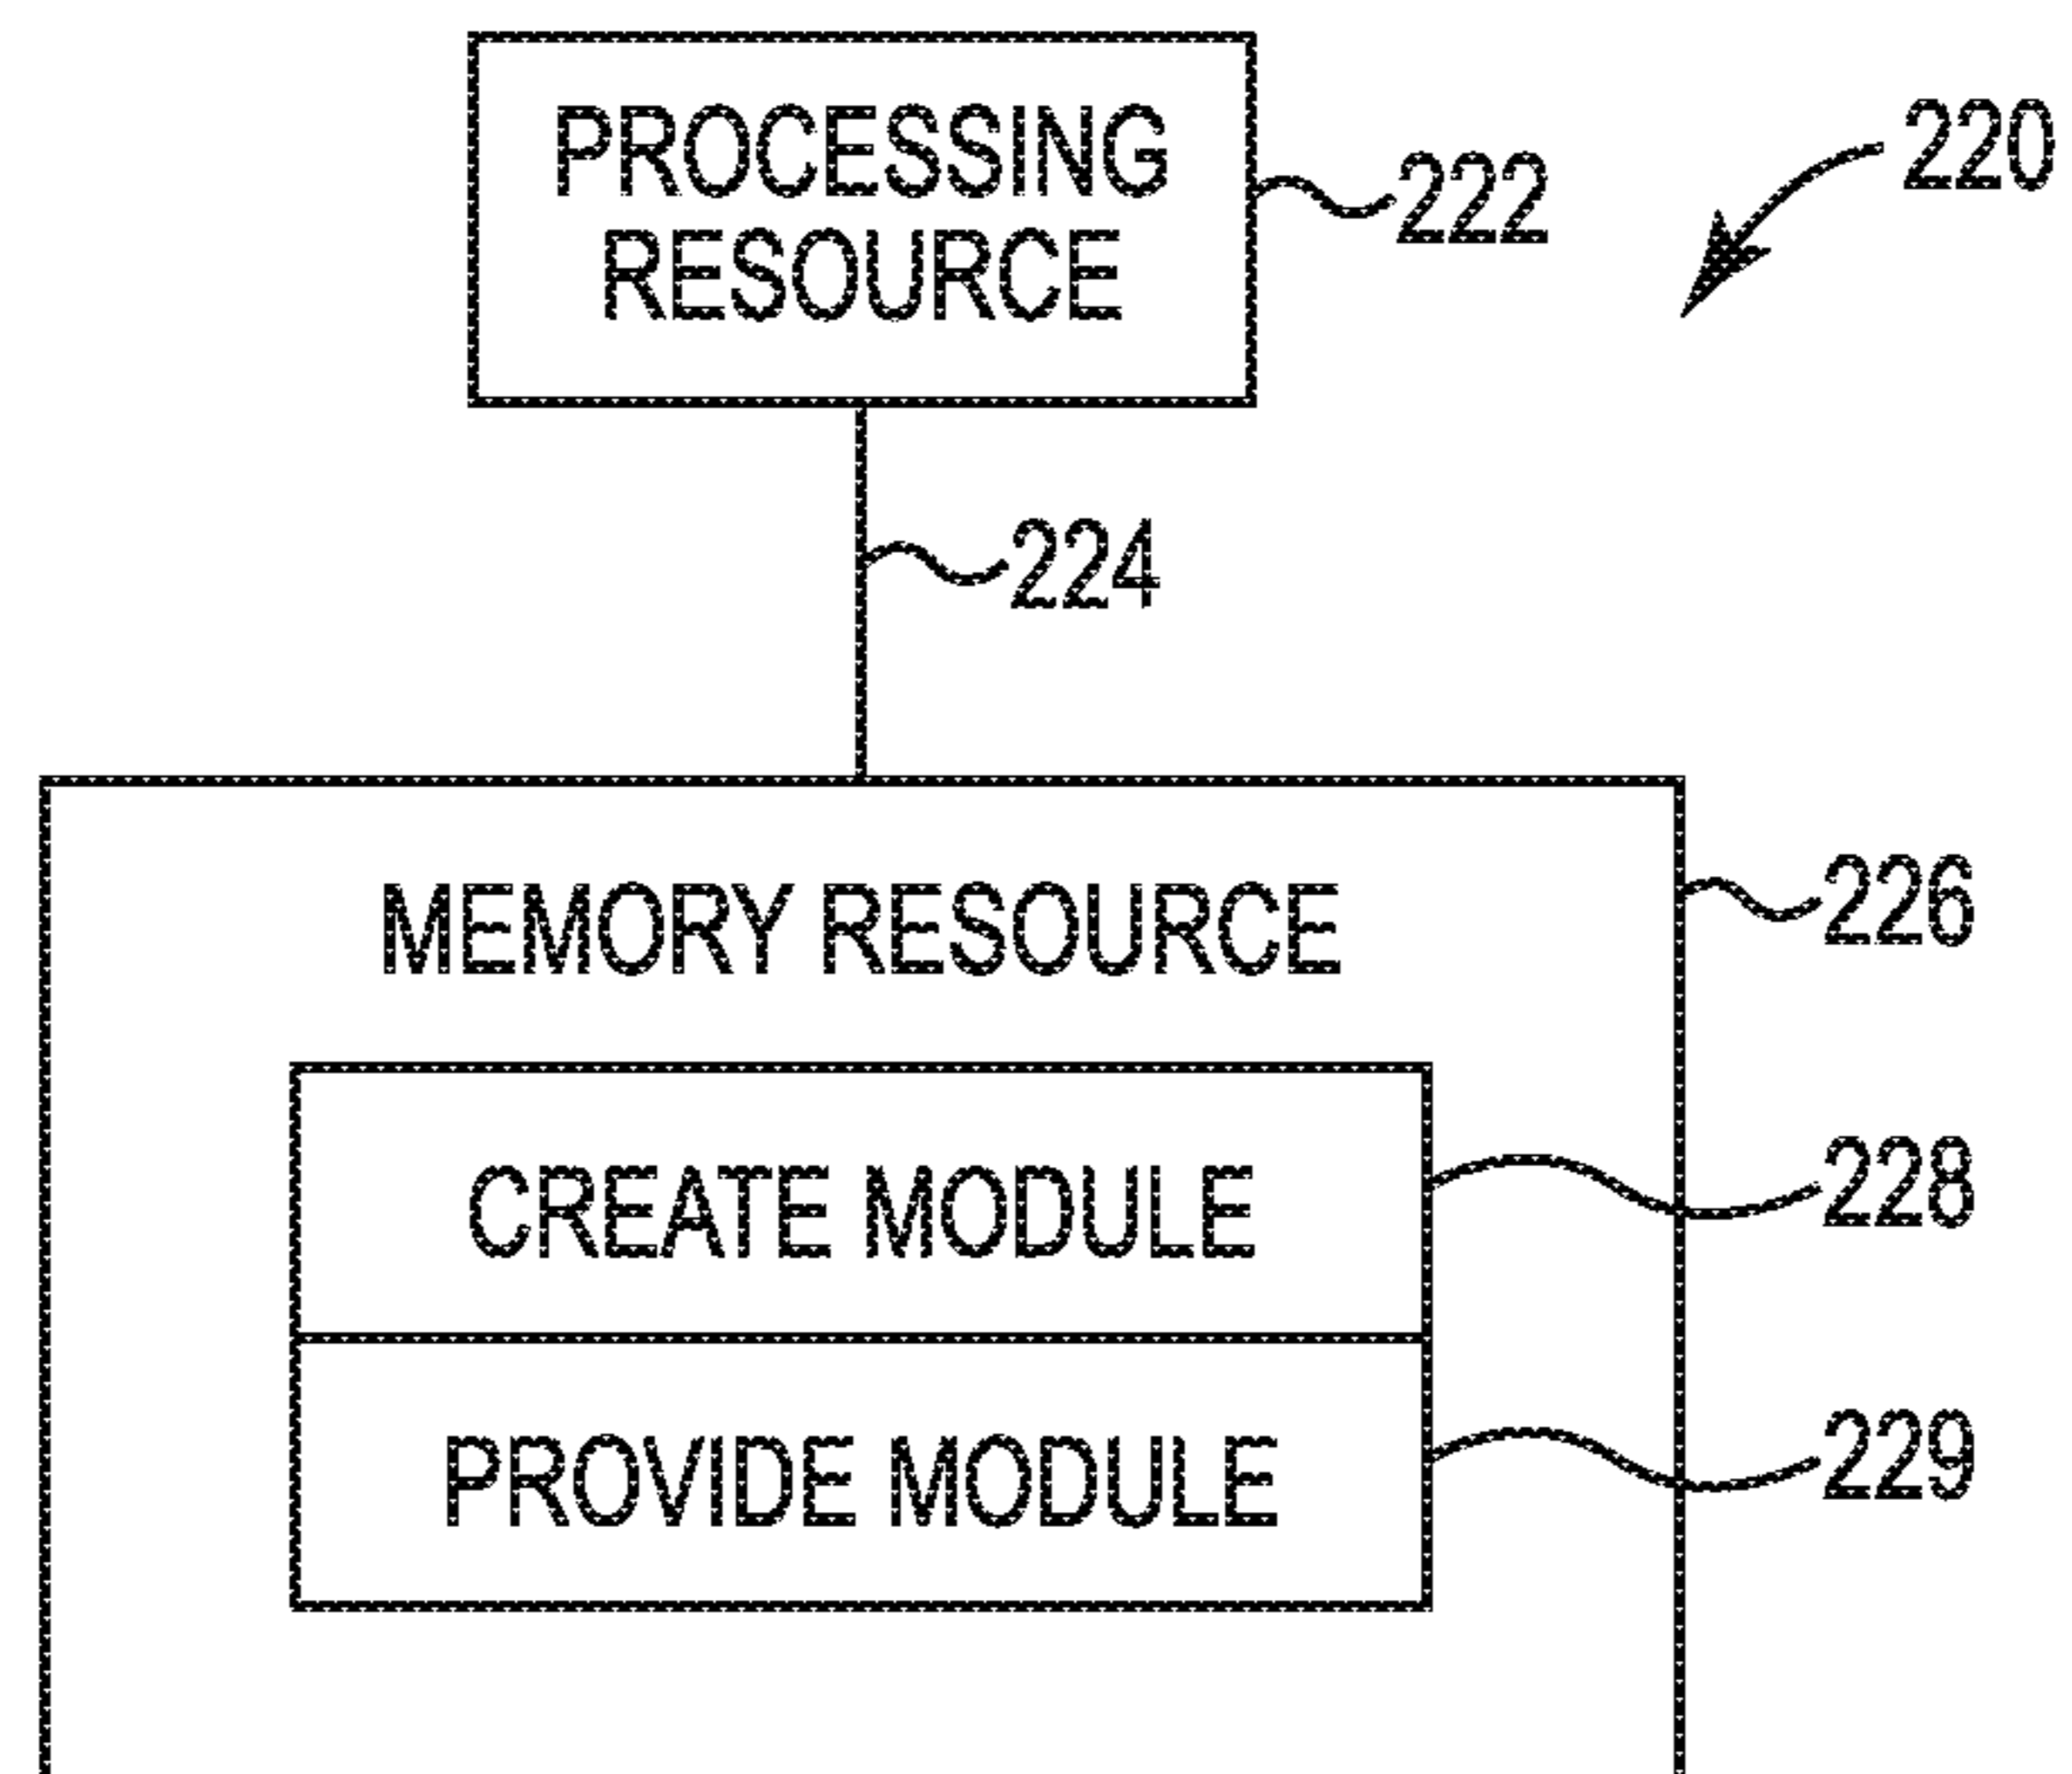 PROCESSING
RESOURCE
222
220
224
MEMORY RESOURCE
226
CREATE MODULE
228
PROVIDE MODULE
229